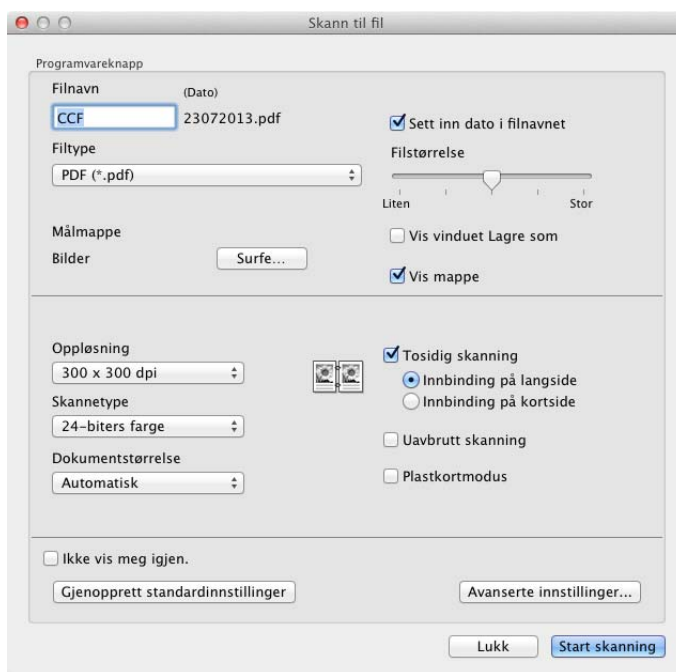 Skann til fil
Programvareknapp
Filnavn
(Dato)
CCF
23072013.pdf
Sett inn dato i filnavnet
Filtype
PDF (*.pdf)
Filstørrelse
Liten
Stor
Målmappe
Bilder
Surfe...
Vis vinduet Lagre som
Vis mappe
Oppløsning
300 x 300 dpi
Skannetype
24-biters farge
Dokumentstørrelse
Automatisk
Tosidig skanning
Innbinding på langside
Innbinding på kortside
Uavbrutt skanning
Plastkortmodus
Ikke vis meg igjen.
Gjenopprett standardinnstillinger
Avanserte innstillinger...
Lukk
Start skanning